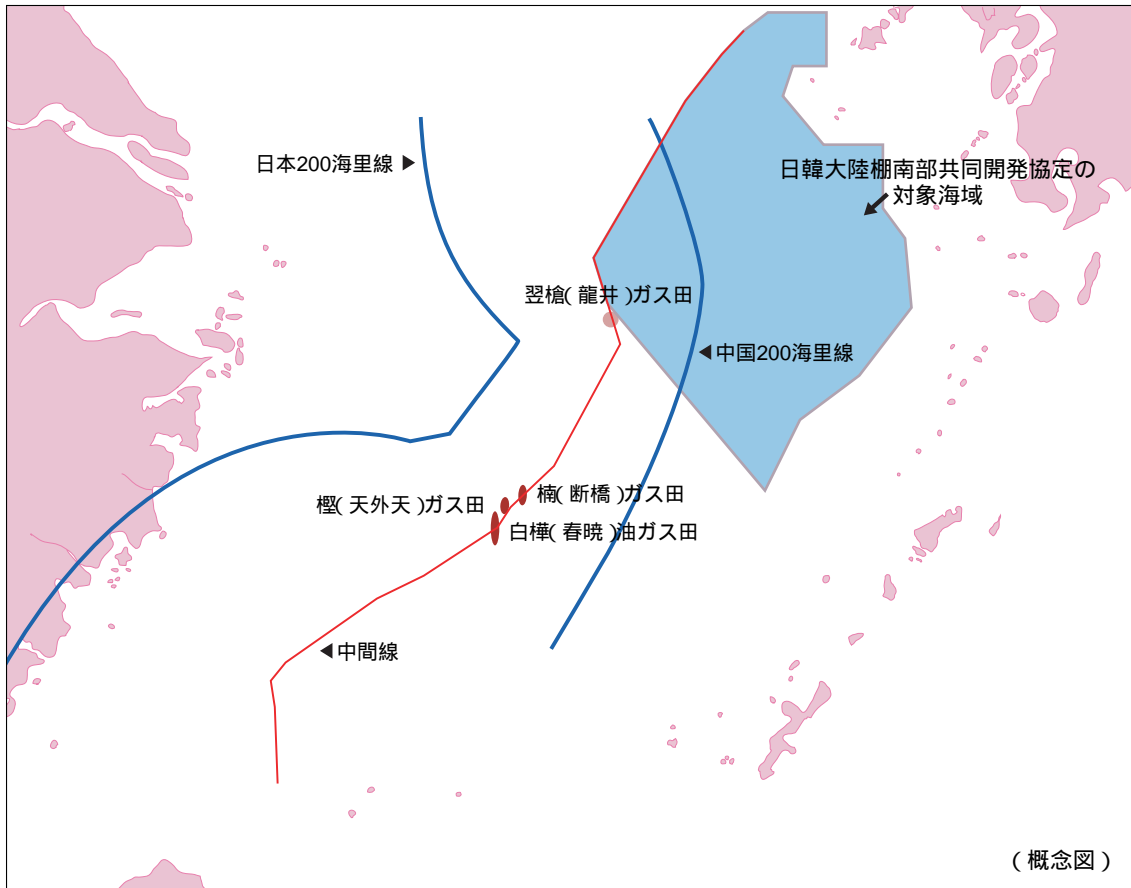 日本200海里線 ▶
日韓大陸棚南部共同開発協定の
対象海域
翌檜( 龍井 )ガス田
◀中国200海里線
楠( 断橋 )ガス田
樫( 天外天 )ガス田
白樺( 春暁 )油ガス田
◀中間線
( 概念図 )